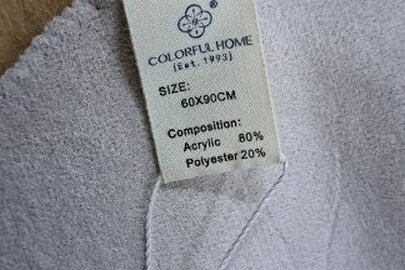 COLORFUL HOME
(Est. 1993)
SIZE:
60X90CM
Composition:
Acrylic 80%
Polyester 20%